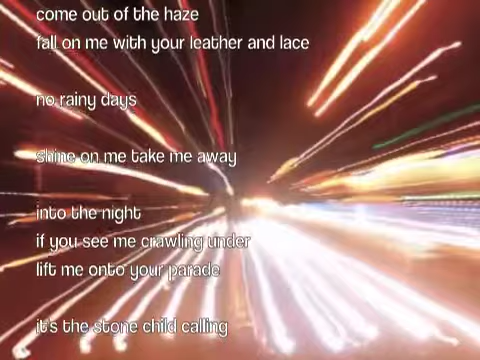 come out of the haze
fall on me with your leather and lace
no rainy days
shine on me take me away
into the night
if you see me crawling under
lift me onto your parade
it's the stone child calling